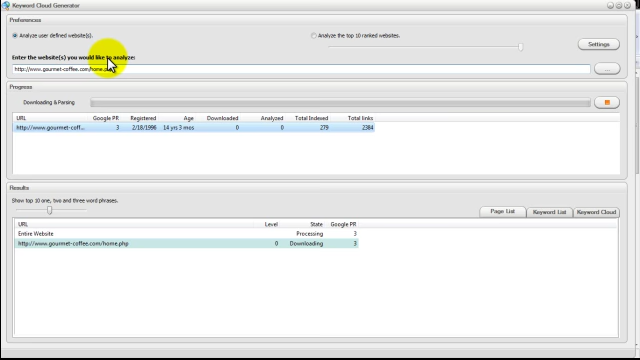 Keyword Cloud Generator
Preferences
Analyze user defined website(s).
Analyze the top 10 ranked websites.
Settings
Enter the website(s) you would like to analyze:
http://www.gourmet-coffee.com/home.php
...
Progress
Downloading & Parsing
URL Google PR Registered Age Downloaded Analyzed Total Indexed Total links
http://www.gourmet-coff... 3 2/18/1996 14 yrs 3 mos 0 0 279 2384
Results
Show top 10 one, two and three word phrases.
Page List Keyword List Keyword Cloud
URL Level State Google PR
Entire Website Processing 3
http://www.gourmet-coffee.com/home.php 0 Downloading 3